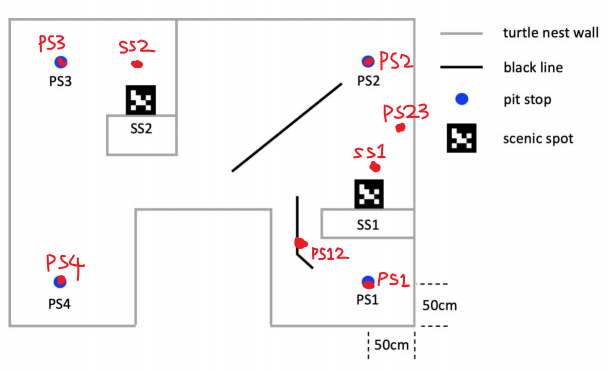 PS3
SS2
PS2
PS3
PS2
SS2
PS23
SS1
SS1
PS12
PS4
PS1
PS4
PS1
50cm
50cm
turtle nest wall
black line
pit stop
scenic spot